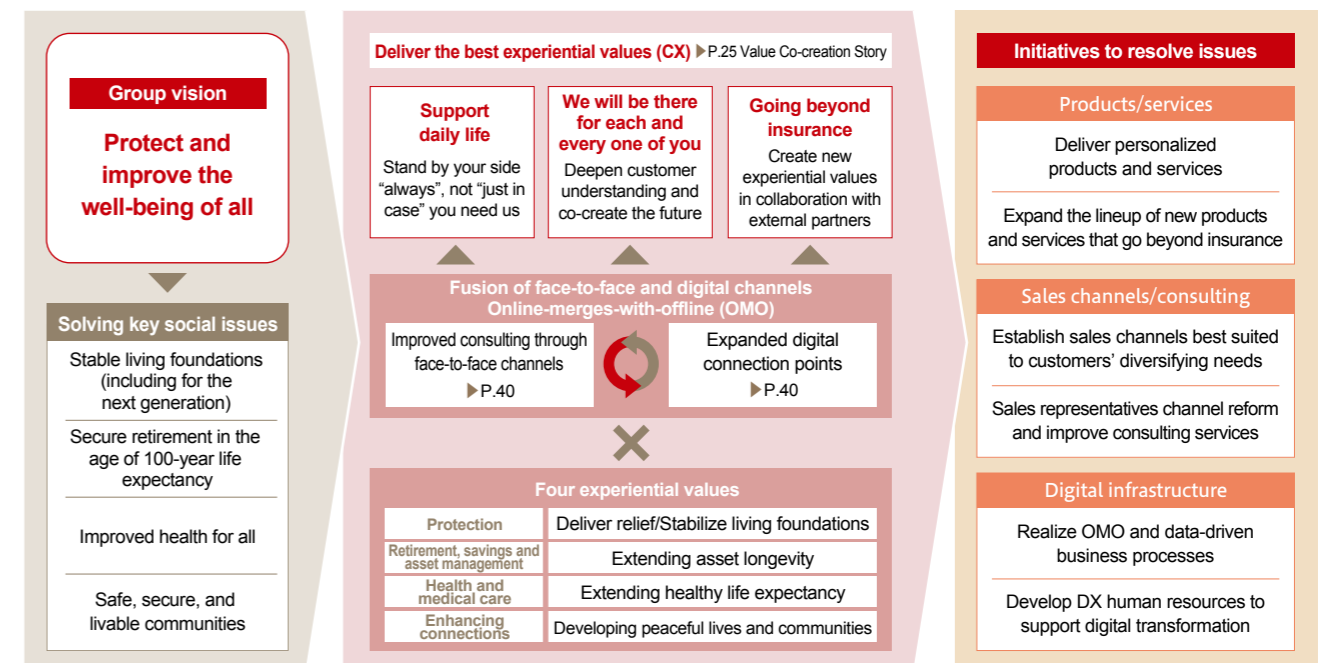 Group vision
Protect and
improve the
well-being of all
Solving key social issues
Stable living foundations
(including for the
next generation)
Secure retirement in the
age of 100-year life
expectancy
Improved health for all
Safe, secure, and
livable communities
Deliver the best experiential values (CX) ▶P.25 Value Co-creation Story
Support
daily life
Stand by your side
“always”, not “just in
case” you need us
We will be there
for each and
every one of you
Deepen customer
understanding and
co-create the future
Going beyond
insurance
Create new
experiential values
in collaboration with
external partners
Fusion of face-to-face and digital channels
Online-merges-with-offline (OMO)
Improved consulting through
face-to-face channels
▶P.40
Expanded digital
connection points
▶P.40
Four experiential values
Protection
Deliver relief/Stabilize living foundations
Retirement, savings and
asset management
Extending asset longevity
Health and
medical care
Extending healthy life expectancy
Enhancing
connections
Developing peaceful lives and communities
Initiatives to resolve issues
Products/services
Deliver personalized
products and services
Expand the lineup of new products
and services that go beyond insurance
Sales channels/consulting
Establish sales channels best suited
to customers’ diversifying needs
Sales representatives channel reform
and improve consulting services
Digital infrastructure
Realize OMO and data-driven
business processes
Develop DX human resources to
support digital transformation